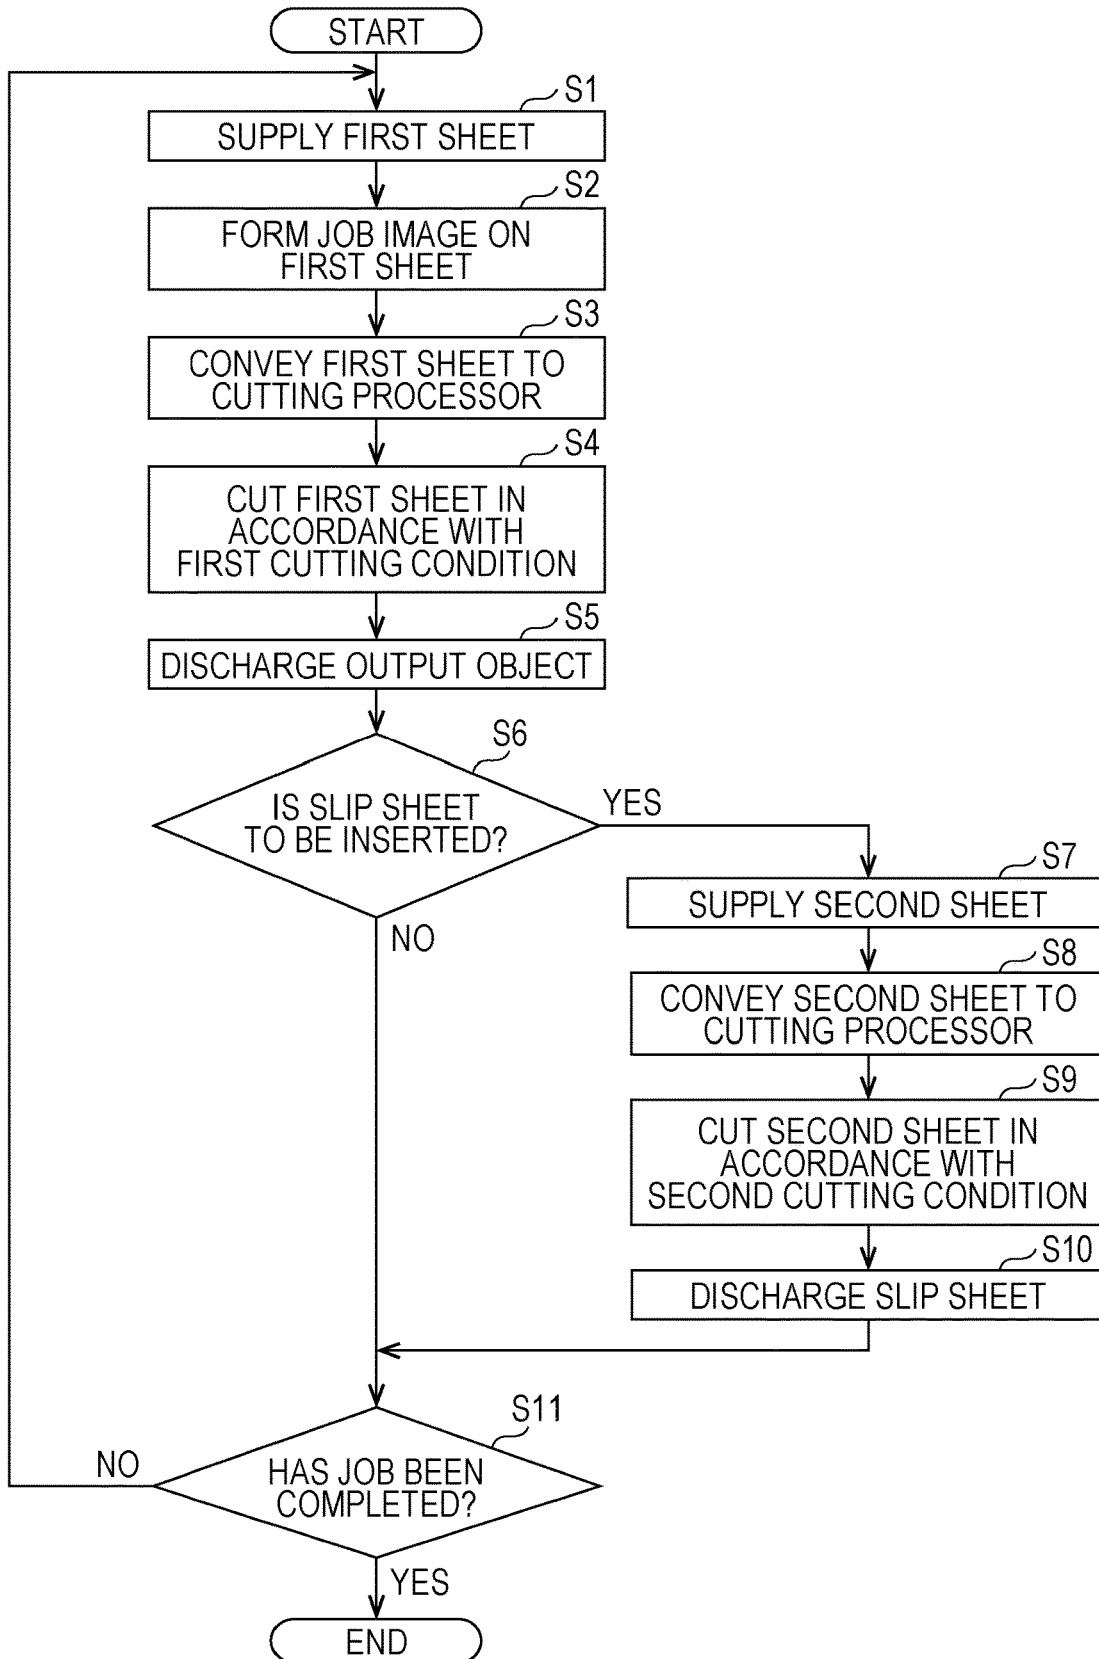 START
S1
SUPPLY FIRST SHEET
S2
FORM JOB IMAGE ON
FIRST SHEET
S3
CONVEY FIRST SHEET TO
CUTTING PROCESSOR
S4
CUT FIRST SHEET IN
ACCORDANCE WITH
FIRST CUTTING CONDITION
S5
DISCHARGE OUTPUT OBJECT
S6
IS SLIP SHEET
TO BE INSERTED?
YES
NO
S7
SUPPLY SECOND SHEET
S8
CONVEY SECOND SHEET TO
CUTTING PROCESSOR
S9
CUT SECOND SHEET IN
ACCORDANCE WITH
SECOND CUTTING CONDITION
S10
DISCHARGE SLIP SHEET
S11
HAS JOB BEEN
COMPLETED?
NO
YES
END